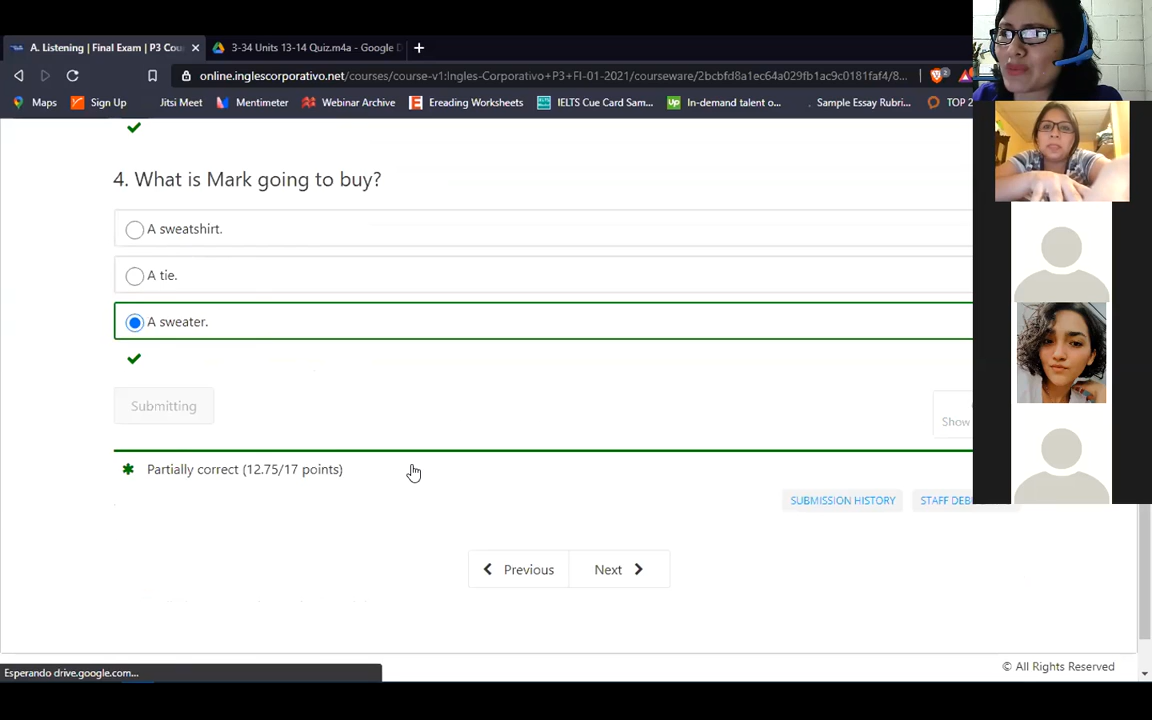 A. Listening | Final Exam | P3 Cou
3-34 Units 13-14 Quiz.m4a - Google D
online.inglescorporativo.net/courses/course-v1:Ingles-Corporativo+P3+FI-01-2021/courseware/2bcbfd8a1ec64a029fb1ac9c0181faf4/8...
2
Maps
Sign Up
Jitsi Meet
Mentimeter
Webinar Archive
Ereading Worksheets
IELTS Cue Card Sam...
In-demand talent o...
Sample Essay Rubri...
TOP 2
4. What is Mark going to buy?
A sweatshirt.
A tie.
A sweater.
Submitting
Show
Partially correct (12.75/17 points)
SUBMISSION HISTORY
STAFF DEB
Previous
Next
© All Rights Reserved
Esperando drive.google.com...